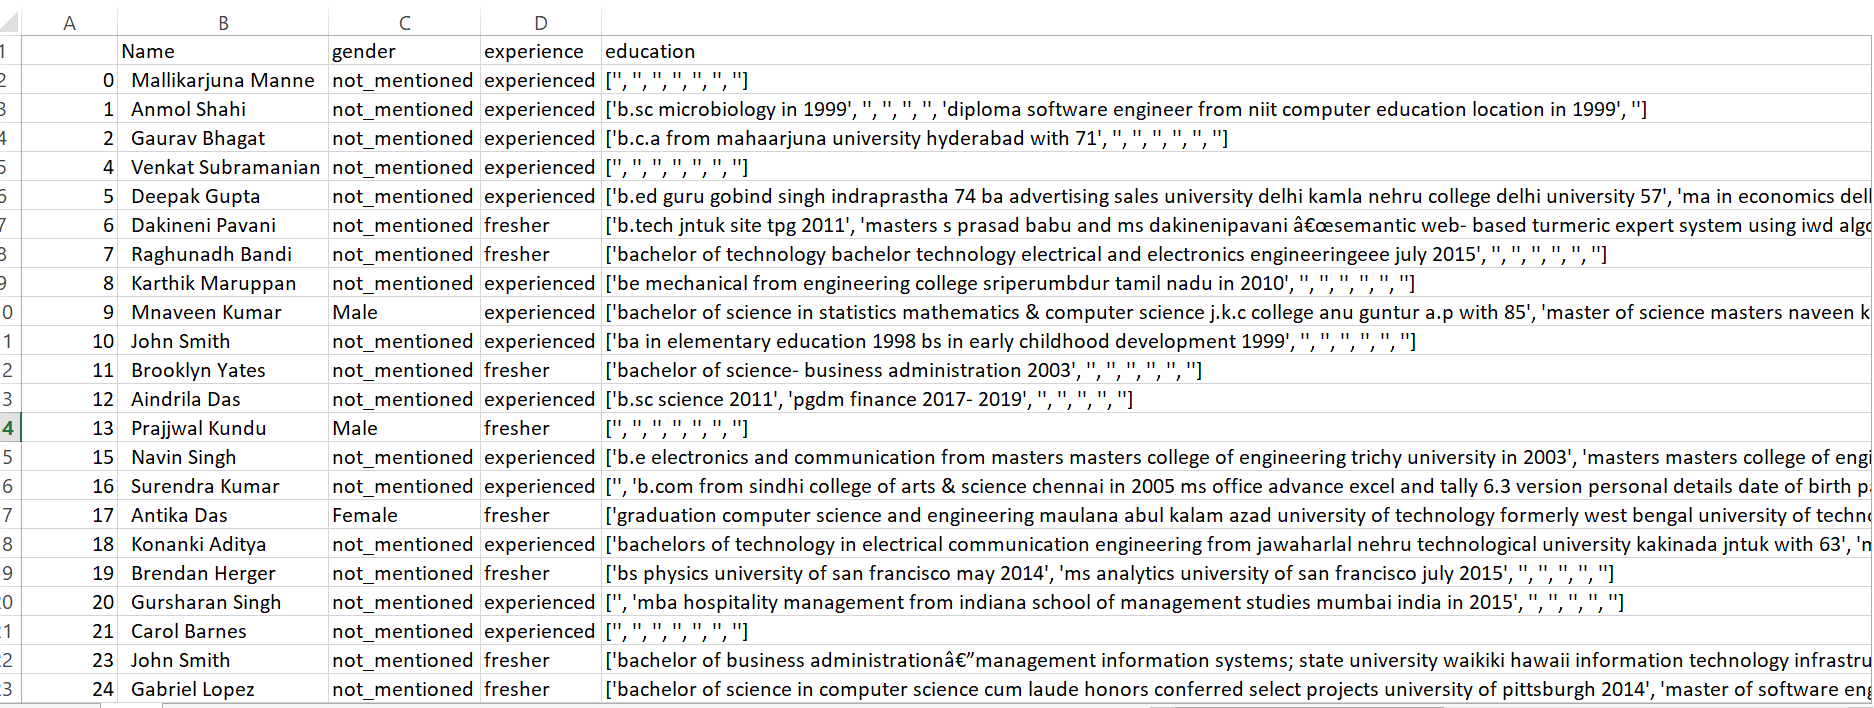 A B C D
1 Name gender experience education
2 0 Mallikarjuna Manne not_mentioned experienced ['', '', '', '', '', '', '']
3 1 Anmol Shahi not_mentioned experienced ['b.sc microbiology in 1999', '', '', '', '', 'diploma software engineer from niit computer education location in 1999', '']
4 2 Gaurav Bhagat not_mentioned experienced ['b.c.a from mahaarjuna university hyderabad with 71', '', '', '', '', '', '']
5 4 Venkat Subramanian not_mentioned experienced ['', '', '', '', '', '', '']
6 5 Deepak Gupta not_mentioned experienced ['b.ed guru gobind singh indraprastha 74 ba advertising sales university delhi kamla nehru college delhi university 57', 'ma in economics dell
7 6 Dakineni Pavani not_mentioned fresher ['b.tech jntuk site tpg 2011', 'masters s prasad babu and ms dakinenipavani â€œsemantic web- based turmeric expert system using iwd algo
8 7 Raghunadh Bandi not_mentioned fresher ['bachelor of technology bachelor technology electrical and electronics engineeringeee july 2015', '', '', '', '', '', '']
9 8 Karthik Maruppan not_mentioned experienced ['be mechanical from engineering college sriperumbdur tamil nadu in 2010', '', '', '', '', '', '']
0 9 Mnaveen Kumar Male experienced ['bachelor of science in statistics mathematics & computer science j.k.c college anu guntur a.p with 85', 'master of science masters naveen k
1 10 John Smith not_mentioned experienced ['ba in elementary education 1998 bs in early childhood development 1999', '', '', '', '', '', '']
2 11 Brooklyn Yates not_mentioned fresher ['bachelor of science- business administration 2003', '', '', '', '', '', '']
3 12 Aindrila Das not_mentioned experienced ['b.sc science 2011', 'pgdm finance 2017- 2019', '', '', '', '', '']
4 13 Prajjwal Kundu Male fresher ['', '', '', '', '', '', '']
5 15 Navin Singh not_mentioned experienced ['b.e electronics and communication from masters masters college of engineering trichy university in 2003', 'masters masters college of engi
6 16 Surendra Kumar not_mentioned experienced ['', 'b.com from sindhi college of arts & science chennai in 2005 ms office advance excel and tally 6.3 version personal details date of birth pa
7 17 Antika Das Female fresher ['graduation computer science and engineering maulana abul kalam azad university of technology formerly west bengal university of techno
8 18 Konanki Aditya not_mentioned experienced ['bachelors of technology in electrical communication engineering from jawaharlal nehru technological university kakinada jntuk with 63', 'm
9 19 Brendan Herger not_mentioned fresher ['bs physics university of san francisco may 2014', 'ms analytics university of san francisco july 2015', '', '', '', '', '']
0 20 Gursharan Singh not_mentioned experienced ['', 'mba hospitality management from indiana school of management studies mumbai india in 2015', '', '', '', '', '']
1 21 Carol Barnes not_mentioned experienced ['', '', '', '', '', '', '']
2 23 John Smith not_mentioned fresher ['bachelor of business administrationâ€”management information systems; state university waikiki hawaii information technology infrastru
3 24 Gabriel Lopez not_mentioned fresher ['bachelor of science in computer science cum laude honors conferred select projects university of pittsburgh 2014', 'master of software eng